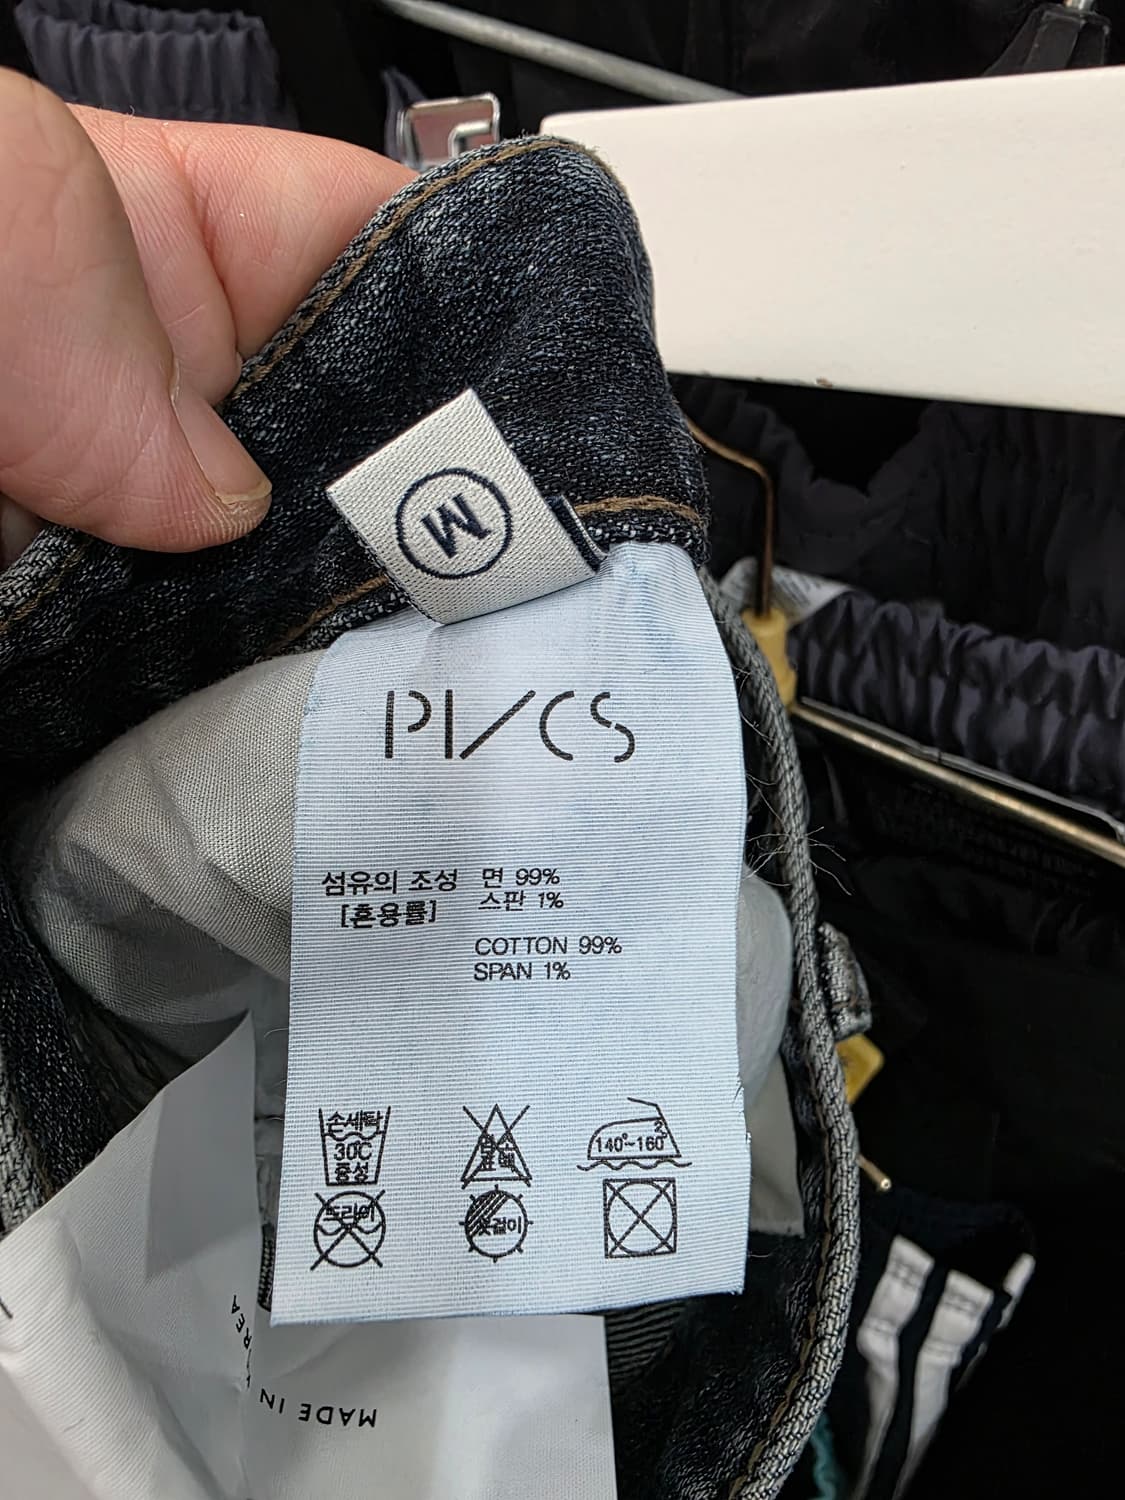 M
PI/CS
섬유의 조성 면 99%
[혼용률] 스판 1%
COTTON 99%
SPAN 1%
손세탁
30C
중성
염소
표백
2
140°~160°
드라이
옷걸이
MADE IN KOREA